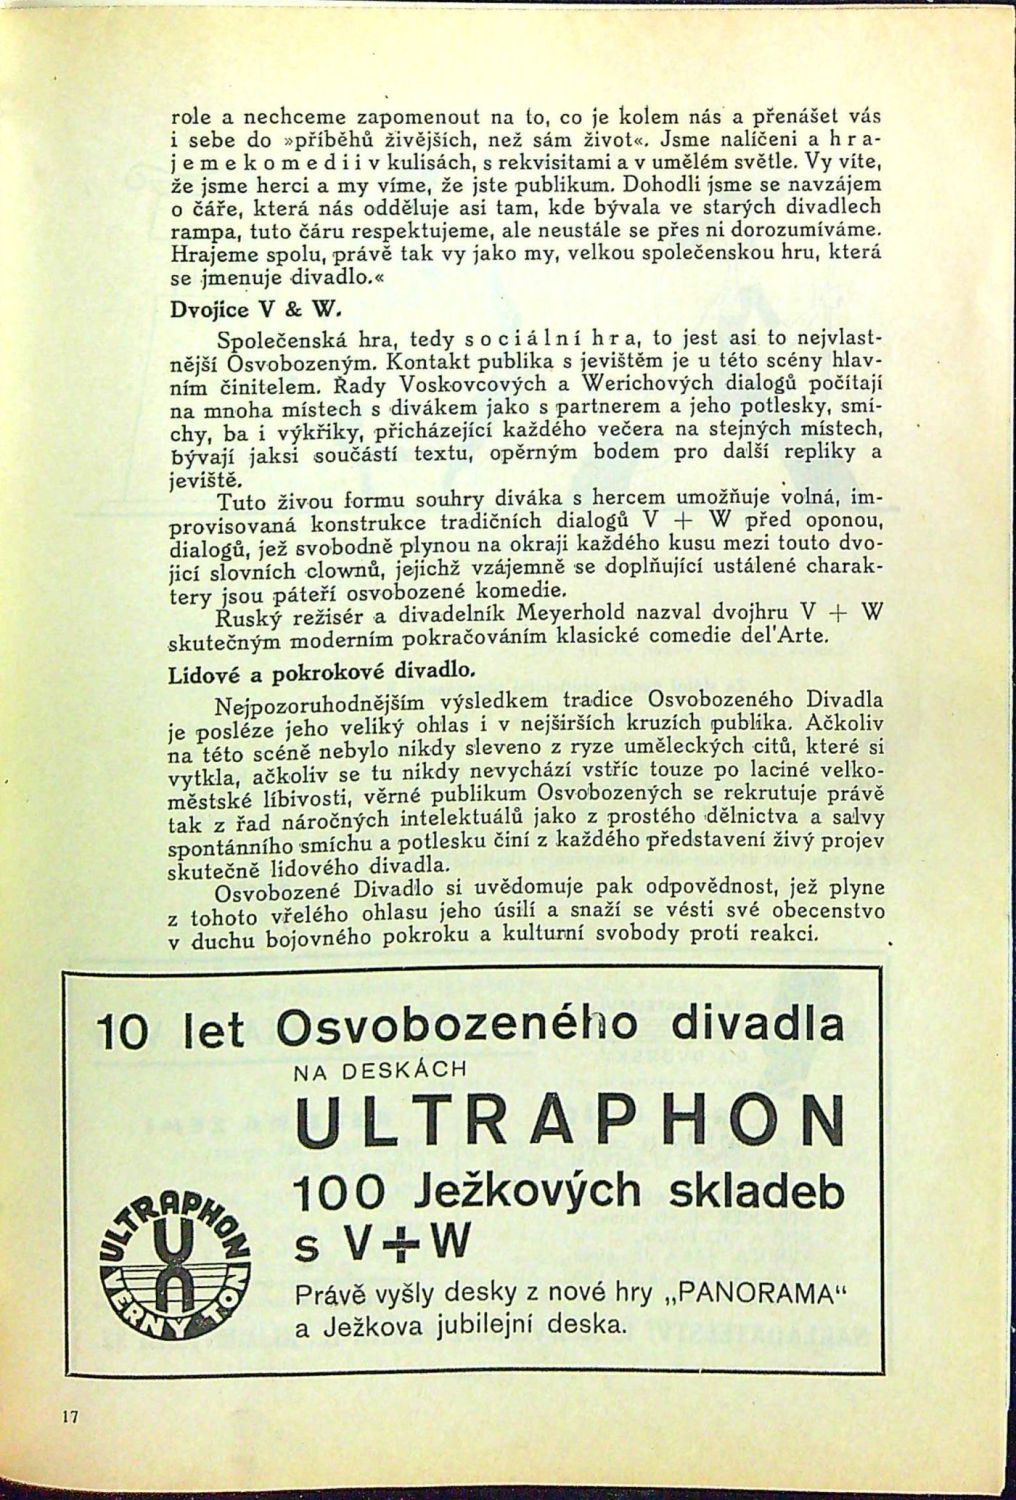 role a nechceme zapomenout na to, co je kolem nás a přenášet vás
i sebe do »příběhů živějších, než sám život«. Jsme nalíčeni a h r a-
j e m e k o m e d i i v kulisách, s rekvisitami a v umělém světle. Vy víte,
že jsme herci a my víme, že jste publikum. Dohodli jsme se navzájem
o čáře, která nás odděluje asi tam, kde bývala ve starých divadlech
rampa, tuto čáru respektujeme, ale neustále se přes ni dorozumíváme.
Hrajeme spolu, právě tak vy jako my, velkou společenskou hru, která
se jmenuje divadlo.«
Dvojice V & W.
Společenská hra, tedy s o c i á l n í h r a, to jest asi to nejvlast-
nější Osvobozeným. Kontakt publika s jevištěm je u této scény hlav-
ním činitelem. Řady Voskovcových a Werichových dialogů počítají
na mnoha místech s divákem jako s partnerem a jeho potlesky, smí-
chy, ba i výkřiky, přicházející každého večera na stejných místech,
bývají jaksi součástí textu, opěrným bodem pro další repliky a
jeviště.
Tuto živou formu souhry diváka s hercem umožňuje volná, im-
provisovaná konstrukce tradičních dialogů V + W před oponou,
dialogů, jež svobodně plynou na okraji každého kusu mezi touto dvo-
jicí slovních clownů, jejichž vzájemně se doplňující ustálené charak-
tery jsou páteří osvobozené komedie.
Ruský režisér a divadelník Meyerhold nazval dvojhru V + W
skutečným moderním pokračováním klasické comedie del'Arte.
Lidové a pokrokové divadlo.
Nejpozoruhodnějším výsledkem tradice Osvobozeného Divadla
je posléze jeho veliký ohlas i v nejširších kruzích publika. Ačkoliv
na této scéně nebylo nikdy sleveno z ryze uměleckých citů, které si
vytkla, ačkoliv se tu nikdy nevychází vstříc touze po laciné velko-
městské líbivosti, věrné publikum Osvobozených se rekrutuje právě
tak z řad náročných intelektuálů jako z prostého dělnictva a salvy
spontánního smíchu a potlesku činí z každého představení živý projev
skutečně lidového divadla.
Osvobozené Divadlo si uvědomuje pak odpovědnost, jež plyne
z tohoto vřelého ohlasu jeho úsilí a snaží se vésti své obecenstvo
v duchu bojovného pokroku a kulturní svobody proti reakci.
10 let Osvobozeného divadla
NA DESKÁCH
ULTRAPHON
100 Ježkových skladeb
s V+W
Právě vyšly desky z nové hry „PANORAMA“
a Ježkova jubilejní deska.
ULTRAPHON
U
A
VERNÝ TON
17